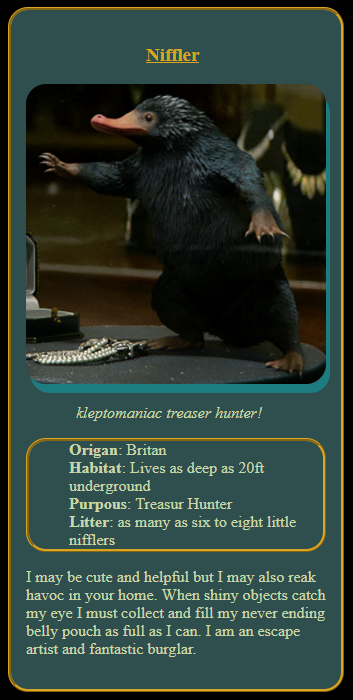 Niffler
kleptomaniac treaser hunter!
Origan: Britan
Habitat: Lives as deep as 20ft
underground
Purpous: Treasur Hunter
Litter: as many as six to eight little
nifflers
I may be cute and helpful but I may also reak
havoc in your home. When shiny objects catch
my eye I must collect and fill my never ending
belly pouch as full as I can. I am an escape
artist and fantastic burglar.